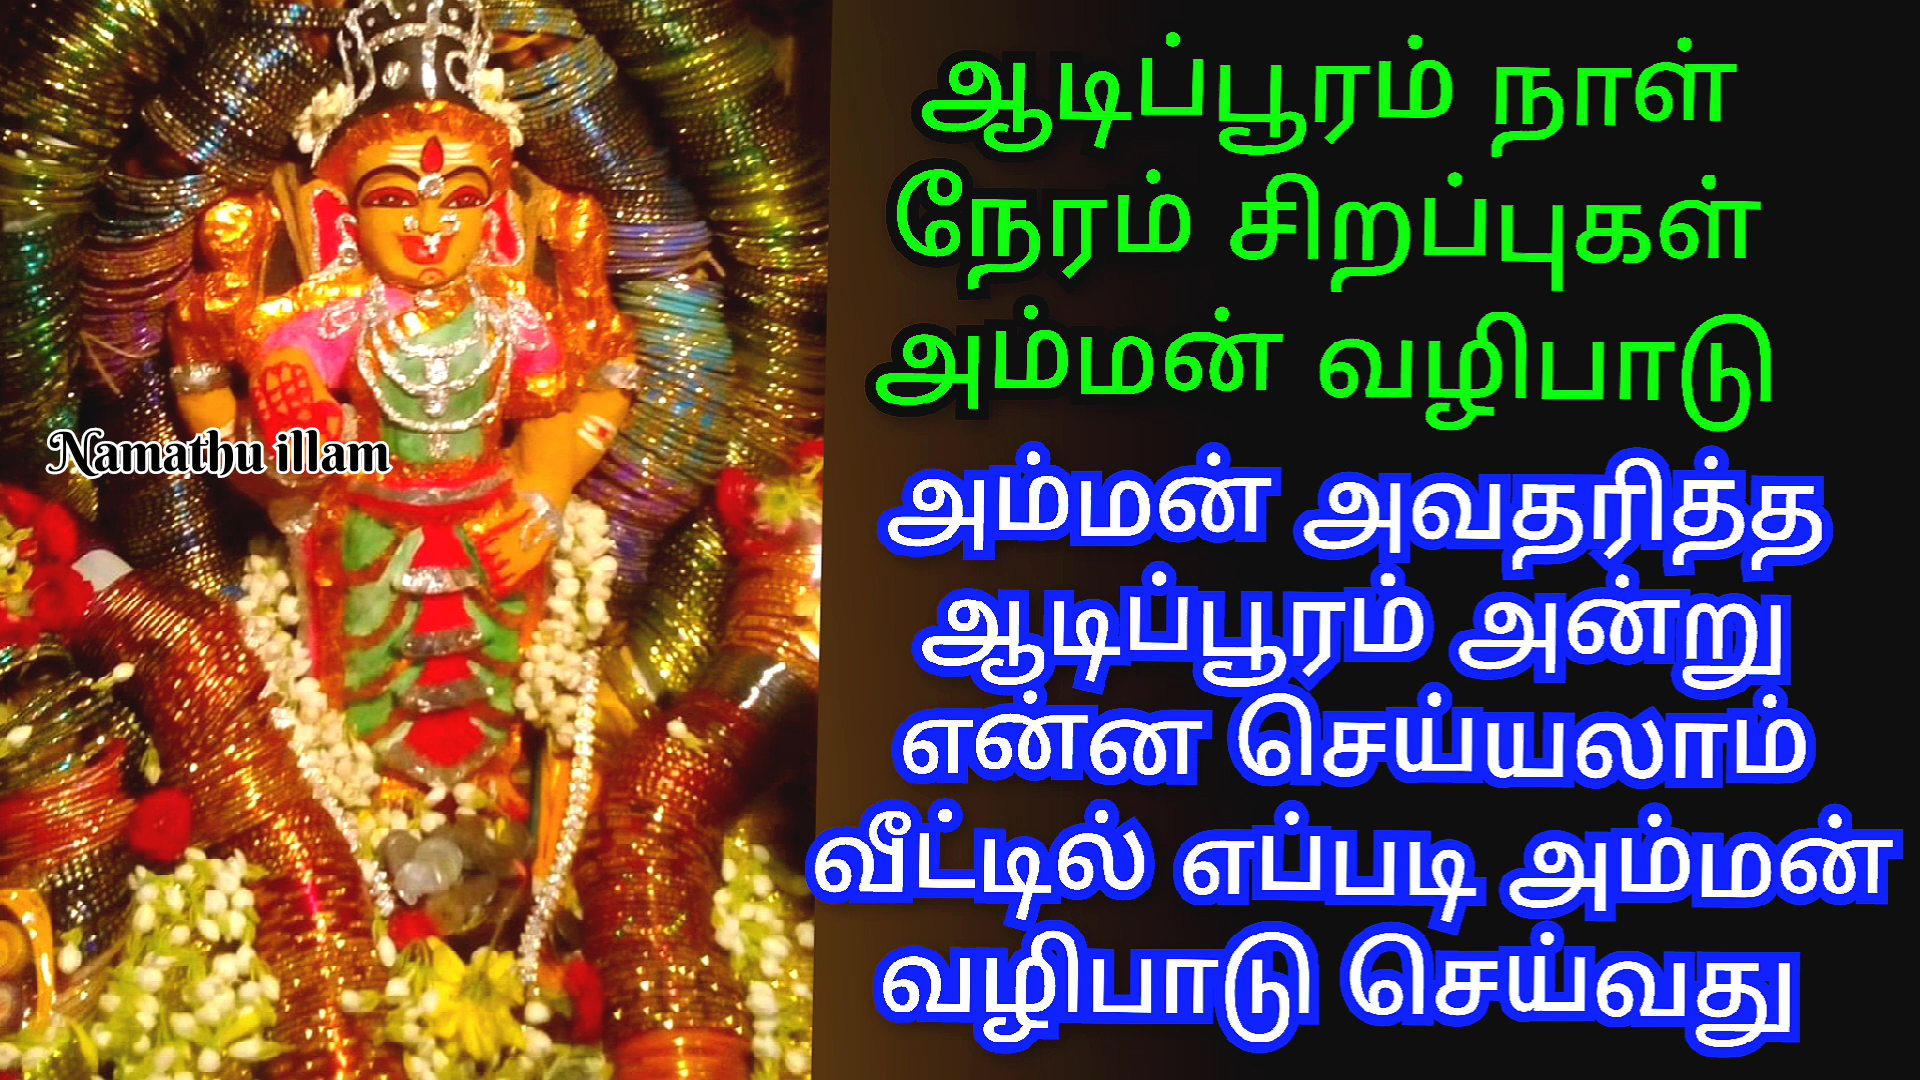 Namathu illam
ஆடிப்பூரம் நாள்
நேரம் சிறப்புகள்
அம்மன் வழிபாடு
அம்மன் அவதரித்த
ஆடிப்பூரம் அன்று
என்ன செய்யலாம்
வீட்டில் எப்படி அம்மன்
வழிபாடு செய்வது